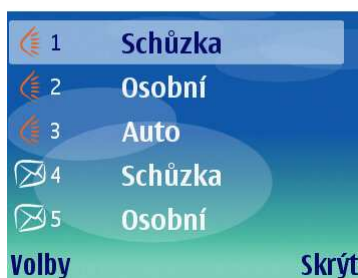 1 Schůzka
2 Osobní
3 Auto
4 Schůzka
5 Osobní
Volby Skrýt